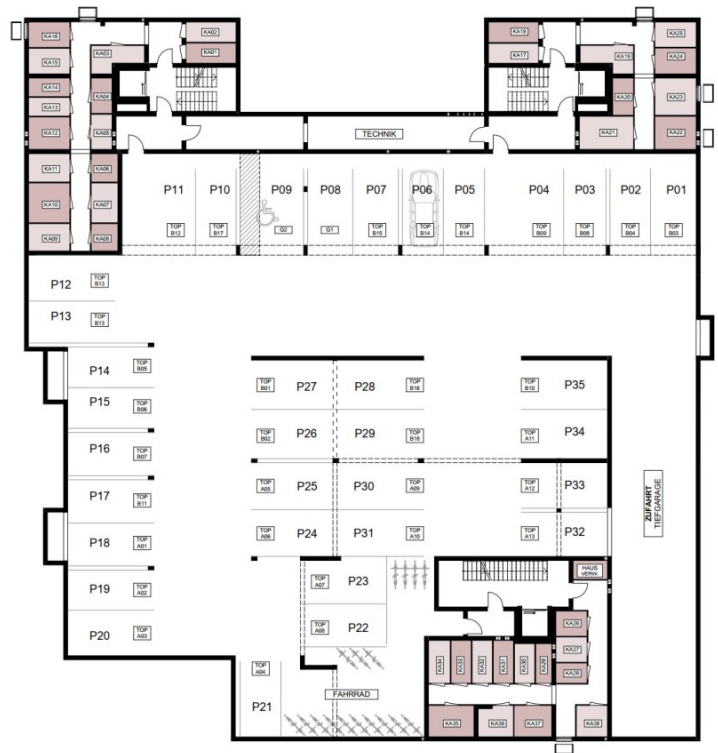 KA16
KA15
KA14
KA13
KA12
KA11
KA10
KA09
KA03
KA04
KA05
KA06
KA07
KA08
KA02
KA01
KA18
KA17
KA19
KA20
KA21
KA25
KA24
KA23
KA22
TECHNIK
P11
TOP
B12
P10
TOP
B17
P09
G2
P08
G1
P07
TOP
B15
P06
TOP
B14
P05
TOP
B14
P04
TOP
B09
P03
TOP
B08
P02
TOP
B04
P01
TOP
B03
P12
TOP
B13
P13
TOP
B13
P14
TOP
B05
P15
TOP
B06
P16
TOP
B07
P17
TOP
B11
P18
TOP
A01
P19
TOP
A02
P20
TOP
A03
TOP
B01
P27
P28
TOP
B16
TOP
B02
P26
P29
TOP
B18
TOP
A05
P25
P30
TOP
A09
TOP
A06
P24
P31
TOP
A10
TOP
B10
P35
TOP
A11
P34
TOP
A12
P33
TOP
A13
P32
TOP
A07
P23
TOP
A08
P22
TOP
A04
P21
FAHRRAD
ZUFAHRT
TIEFGARAGE
HAUS
VERW.
KA26
KA27
KA28
KA34
KA33
KA32
KA31
KA30
KA29
KA35
KA36
KA37
KA38